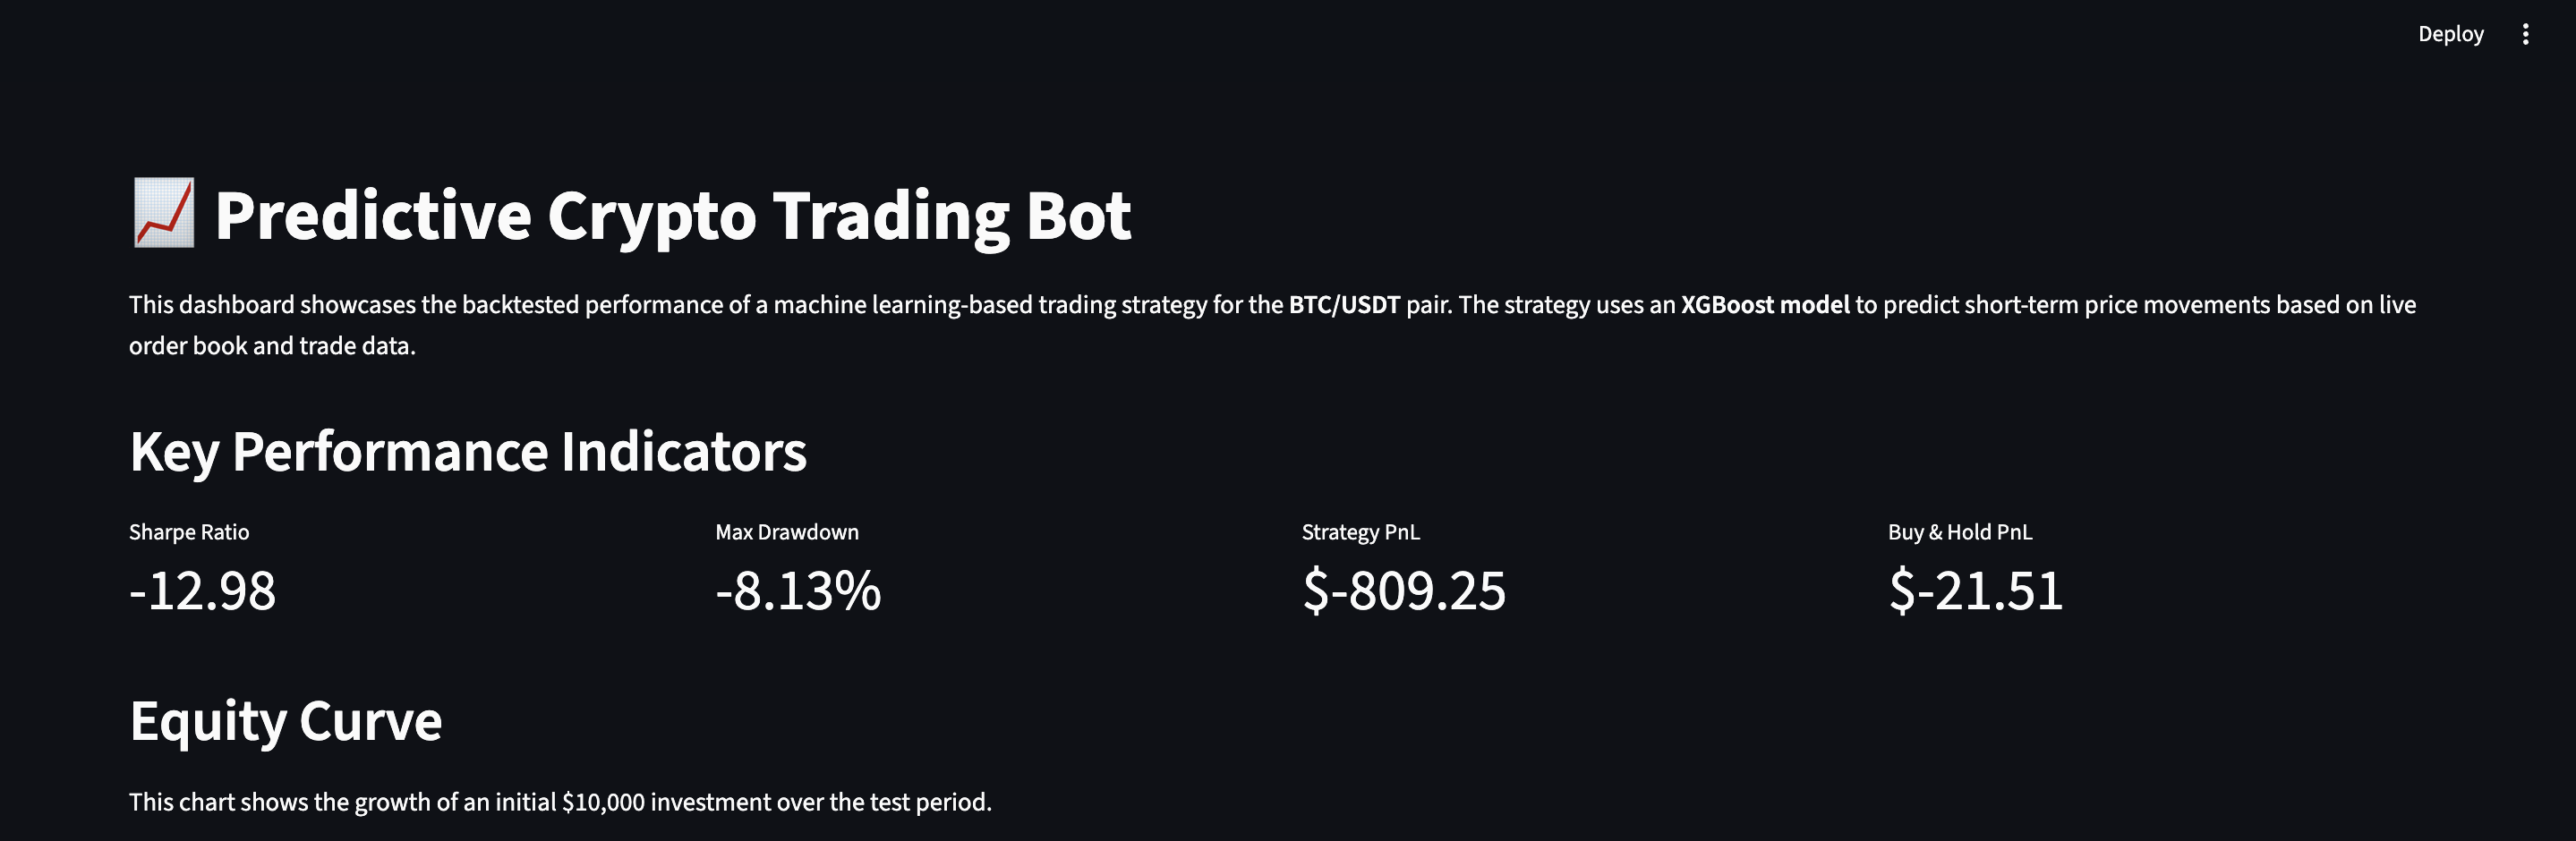 Deploy
Predictive Crypto Trading Bot
This dashboard showcases the backtested performance of a machine learning-based trading strategy for the BTC/USDT pair. The strategy uses an XGBoost model to predict short-term price movements based on live
order book and trade data.
Key Performance Indicators
Sharpe Ratio
-12.98
Max Drawdown
-8.13%
Strategy PnL
$-809.25
Buy & Hold PnL
$-21.51
Equity Curve
This chart shows the growth of an initial $10,000 investment over the test period.